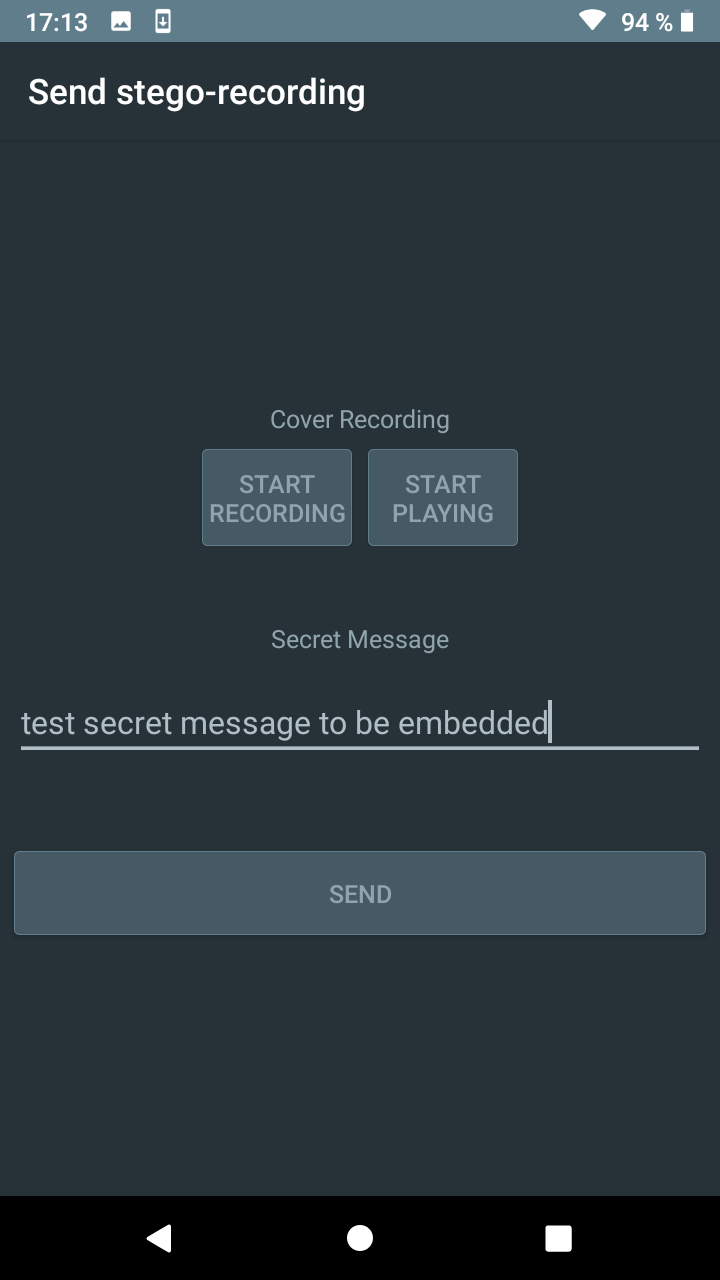 17:13 94 %
Send stego-recording
Cover Recording
START RECORDING
START PLAYING
Secret Message
test secret message to be embedded
SEND